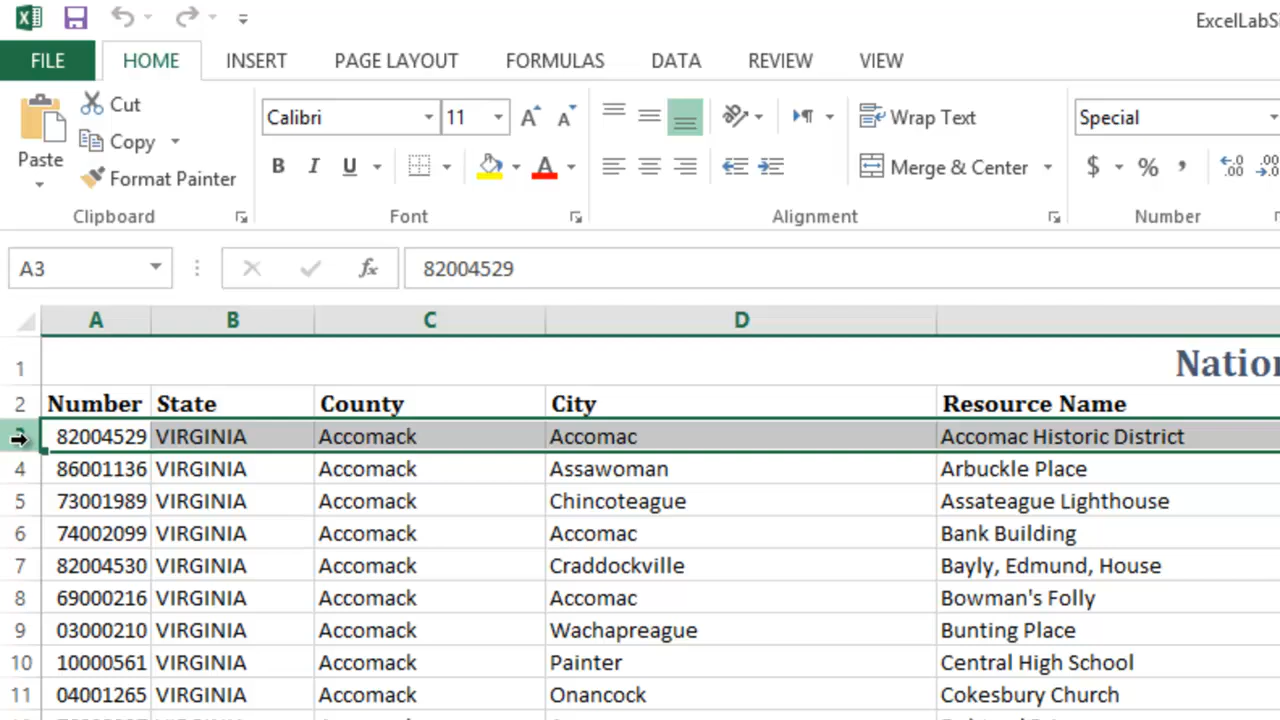 ExcelLabSi
FILE HOME INSERT PAGE LAYOUT FORMULAS DATA REVIEW VIEW
Paste Cut Copy Format Painter
Calibri 11 B I U A
Wrap Text
Merge & Center
Special
$ % ,
Clipboard Font Alignment Number
A3 fx 82004529
A B C D
1 Nation
2 Number State County City Resource Name
82004529 VIRGINIA Accomack Accomac Accomac Historic District
4 86001136 VIRGINIA Accomack Assawoman Arbuckle Place
5 73001989 VIRGINIA Accomack Chincoteague Assateague Lighthouse
6 74002099 VIRGINIA Accomack Accomac Bank Building
7 82004530 VIRGINIA Accomack Craddockville Bayly, Edmund, House
8 69000216 VIRGINIA Accomack Accomac Bowman's Folly
9 03000210 VIRGINIA Accomack Wachapreague Bunting Place
10 10000561 VIRGINIA Accomack Painter Central High School
11 04001265 VIRGINIA Accomack Onancock Cokesbury Church